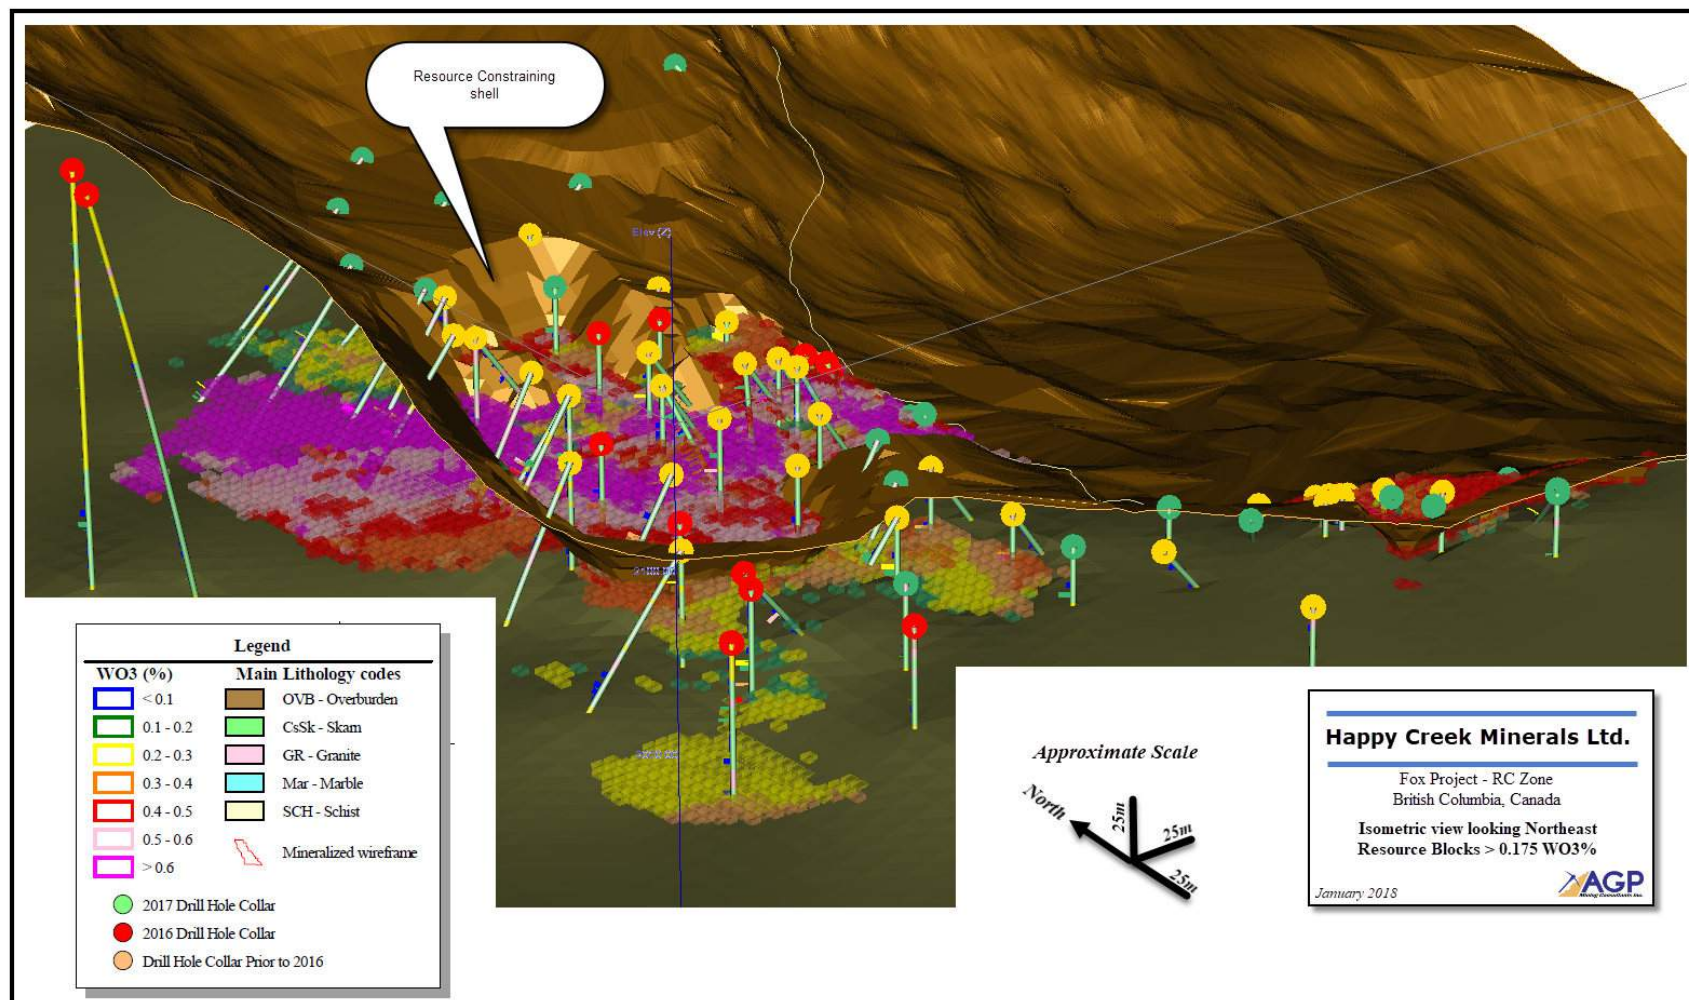 Resource Constraining
shell
Elev (Z)
Legend
WO3 (%)
Main Lithology codes
< 0.1
OVB - Overburden
0.1 - 0.2
CsSk - Skarn
0.2 - 0.3
GR - Granite
0.3 - 0.4
Mar - Marble
0.4 - 0.5
SCH - Schist
0.5 - 0.6
Mineralized wireframe
> 0.6
2017 Drill Hole Collar
2016 Drill Hole Collar
Drill Hole Collar Prior to 2016
Approximate Scale
North
25m
25m
25m
Happy Creek Minerals Ltd.
Fox Project - RC Zone
British Columbia, Canada
Isometric view looking Northeast
Resource Blocks > 0.175 WO3%
January 2018
AGP
Mining Consultants Inc.